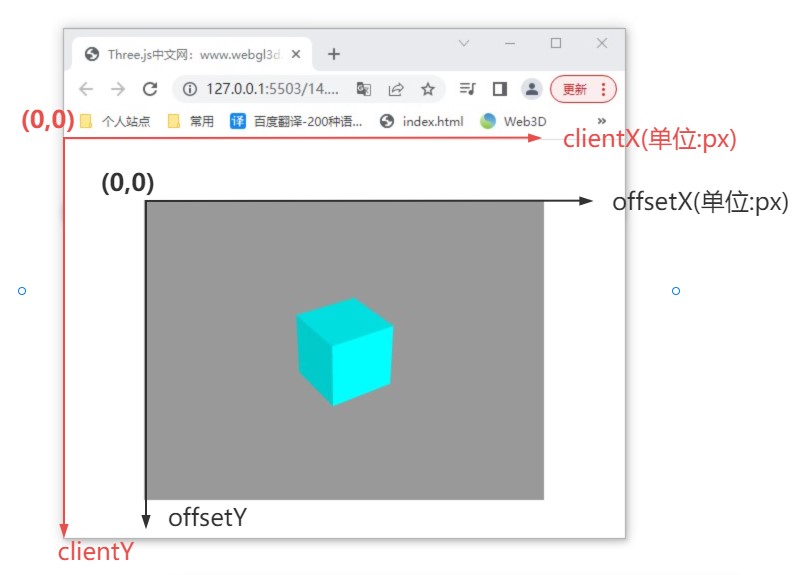 Three.js中文网：www.webgl3d
127.0.0.1:5503/14....
更新
(0,0)
个人站点
常用
译
百度翻译-200种语...
index.html
Web3D
»
clientX(单位:px)
(0,0)
offsetX(单位:px)
offsetY
clientY